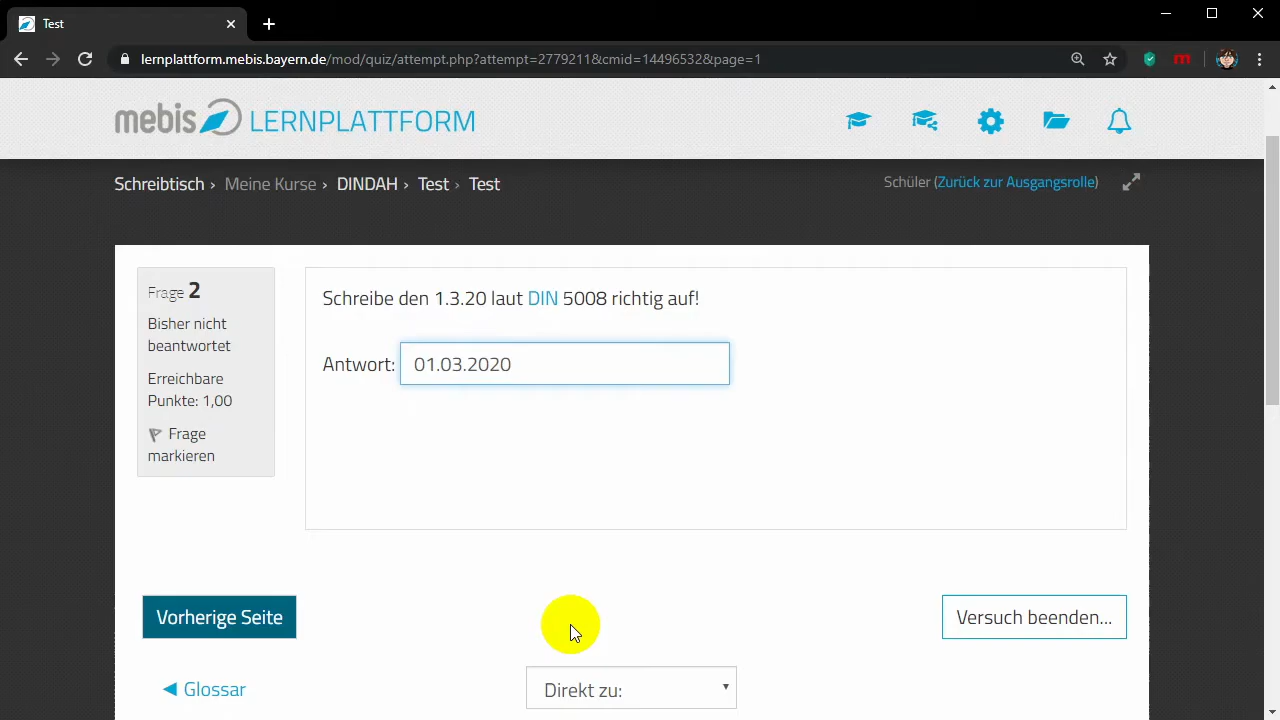 Test
lernplattform.mebis.bayern.de/mod/quiz/attempt.php?attempt=2779211&cmid=14496532&page=1
m
mebis LERNPLATTFORM
Schreibtisch › Meine Kurse › DINDAH › Test › Test
Schüler (Zurück zur Ausgangsrolle)
Frage 2
Bisher nicht
beantwortet
Erreichbare
Punkte: 1,00
Frage
markieren
Schreibe den 1.3.20 laut DIN 5008 richtig auf!
Antwort: 01.03.2020
Vorherige Seite
Versuch beenden...
◄ Glossar
Direkt zu: